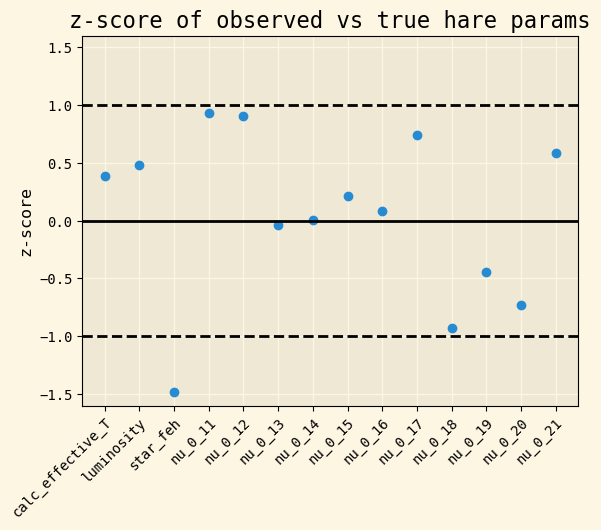 z-score of observed vs true hare params
z-score
1.5
1.0
0.5
0.0
−0.5
−1.0
−1.5
calc_effective_T
luminosity
star_feh
nu_0_11
nu_0_12
nu_0_13
nu_0_14
nu_0_15
nu_0_16
nu_0_17
nu_0_18
nu_0_19
nu_0_20
nu_0_21